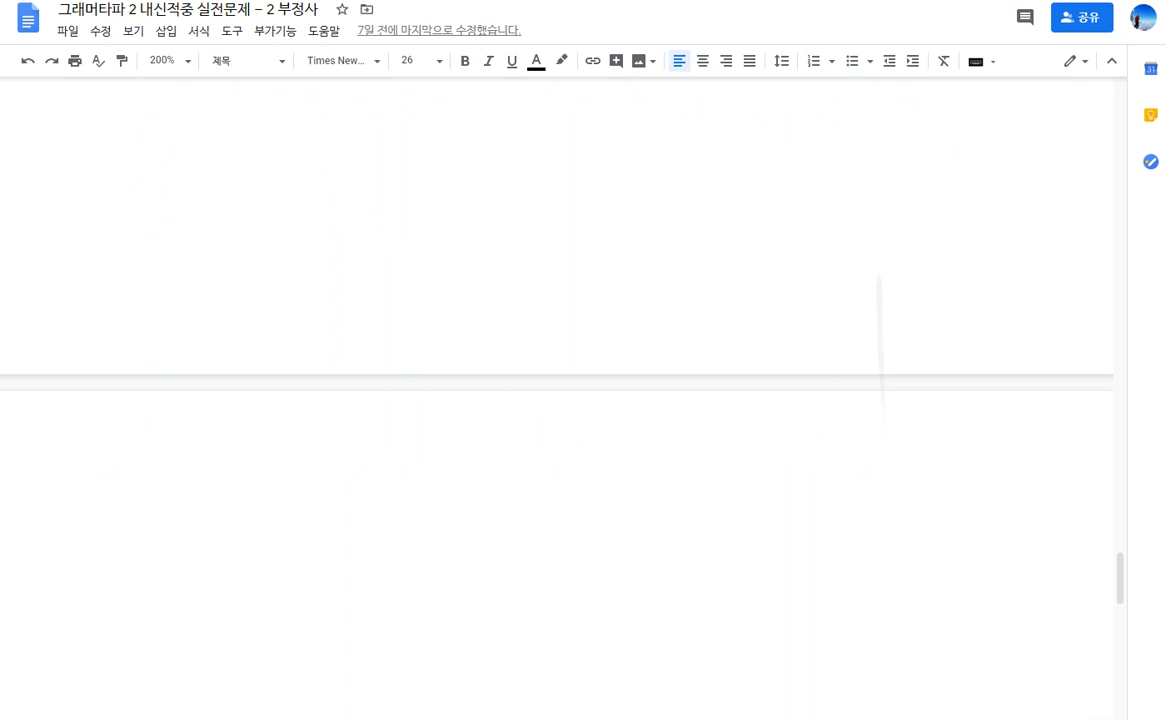 그래머타파 2 내신적중 실전문제 – 2 부정사
파일 수정 보기 삽입 서식 도구 부가기능 도움말 7일 전에 마지막으로 수정했습니다.
공유
200% 제목 Times New... 26 B I U A
31